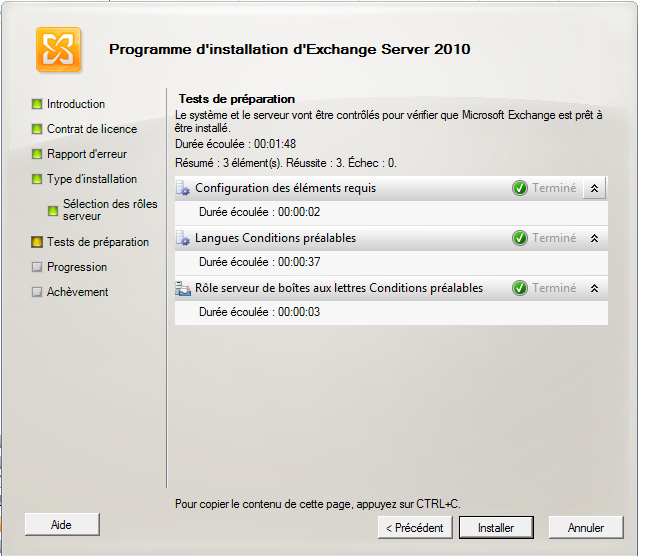 Programme d'installation d'Exchange Server 2010
Introduction
Contrat de licence
Rapport d'erreur
Type d'installation
Sélection des rôles
serveur
Tests de préparation
Progression
Achèvement
Tests de préparation
Le système et le serveur vont être contrôlés pour vérifier que Microsoft Exchange est prêt à
être installé.
Durée écoulée : 00:01:48
Résumé : 3 élément(s). Réussite : 3. Échec : 0.
Configuration des éléments requis Terminé
Durée écoulée : 00:00:02
Langues Conditions préalables Terminé
Durée écoulée : 00:00:37
Rôle serveur de boîtes aux lettres Conditions préalables Terminé
Durée écoulée : 00:00:03
Pour copier le contenu de cette page, appuyez sur CTRL+C.
Aide < Précédent Installer Annuler